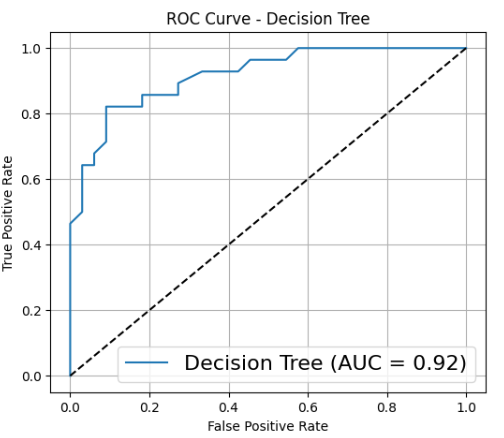 ROC Curve - Decision Tree
1.0
0.8
0.6
0.4
0.2
0.0
True Positive Rate
Decision Tree (AUC = 0.92)
0.0 0.2 0.4 0.6 0.8 1.0
False Positive Rate